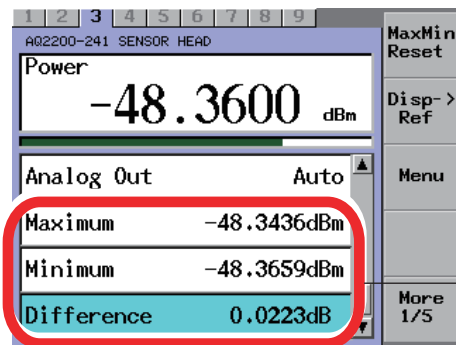 1 2 3 4 5 6 7 8 9
AQ2200-241 SENSOR HEAD
Power
-48.3600 dBm
Analog Out Auto
Maximum -48.3436dBm
Minimum -48.3659dBm
Difference 0.0223dB
MaxMin
Reset
Disp->
Ref
Menu
More
1/5